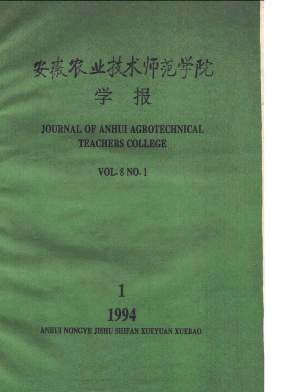 安徽农业技术师范学院
学 报
JOURNAL OF ANHUI AGROTECHNICAL
TEACHERS COLLEGE
VOL. 8 NO. 1
1
1994
ANHUI NONGYE JISHU SHIFAN XUEYUAN XUEBAO